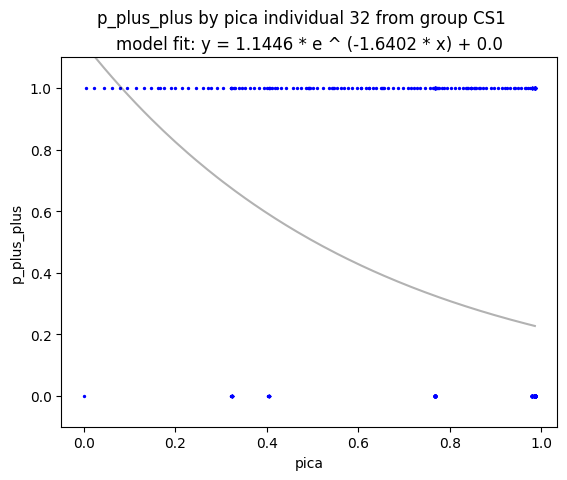 p_plus_plus by pica individual 32 from group CS1
model fit: y = 1.1446 * e ^ (-1.6402 * x) + 0.0
1.0
0.8
0.6
0.4
0.2
0.0
p_plus_plus
0.0 0.2 0.4 0.6 0.8 1.0
pica